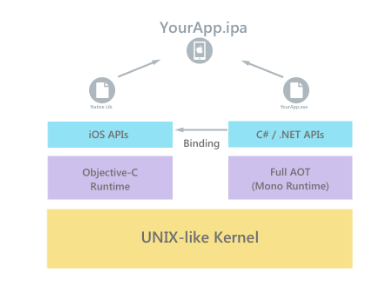 YourApp.ipa
Native Lib
YourApp.exe
iOS APIs
Binding
C# / .NET APIs
Objective-C
Runtime
Full AOT
(Mono Runtime)
UNIX-like Kernel